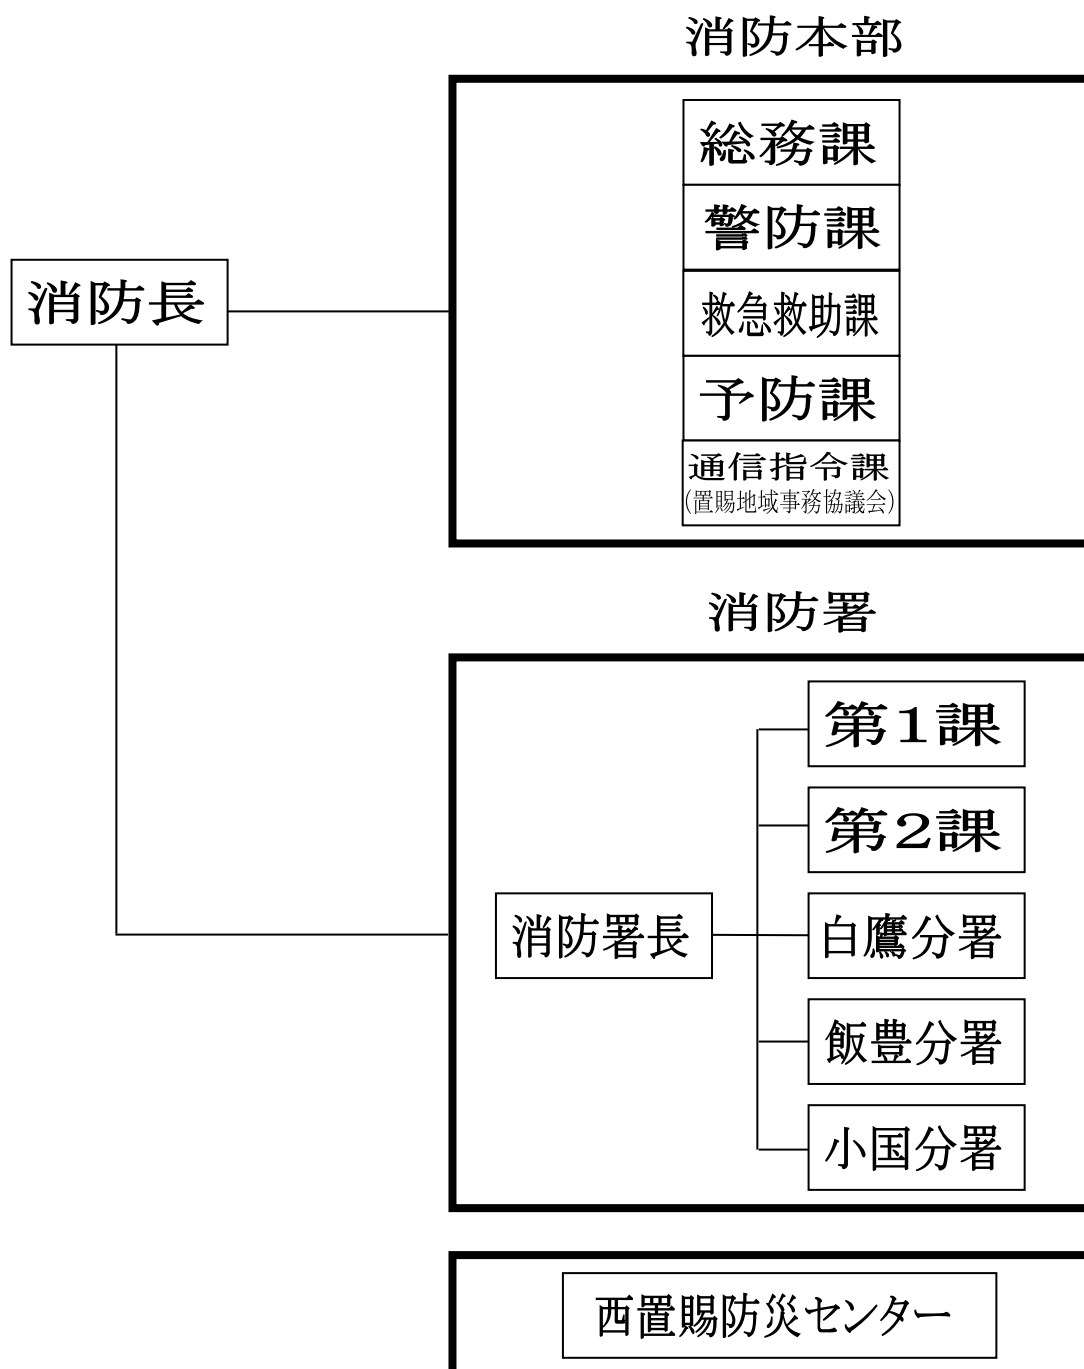 消防本部
総務課
警防課
消防長
救急救助課
予防課
通信指令課
(置賜地域事務協議会)
消防署
第1課
第2課
消防署長
白鷹分署
飯豊分署
小国分署
西置賜防災センター